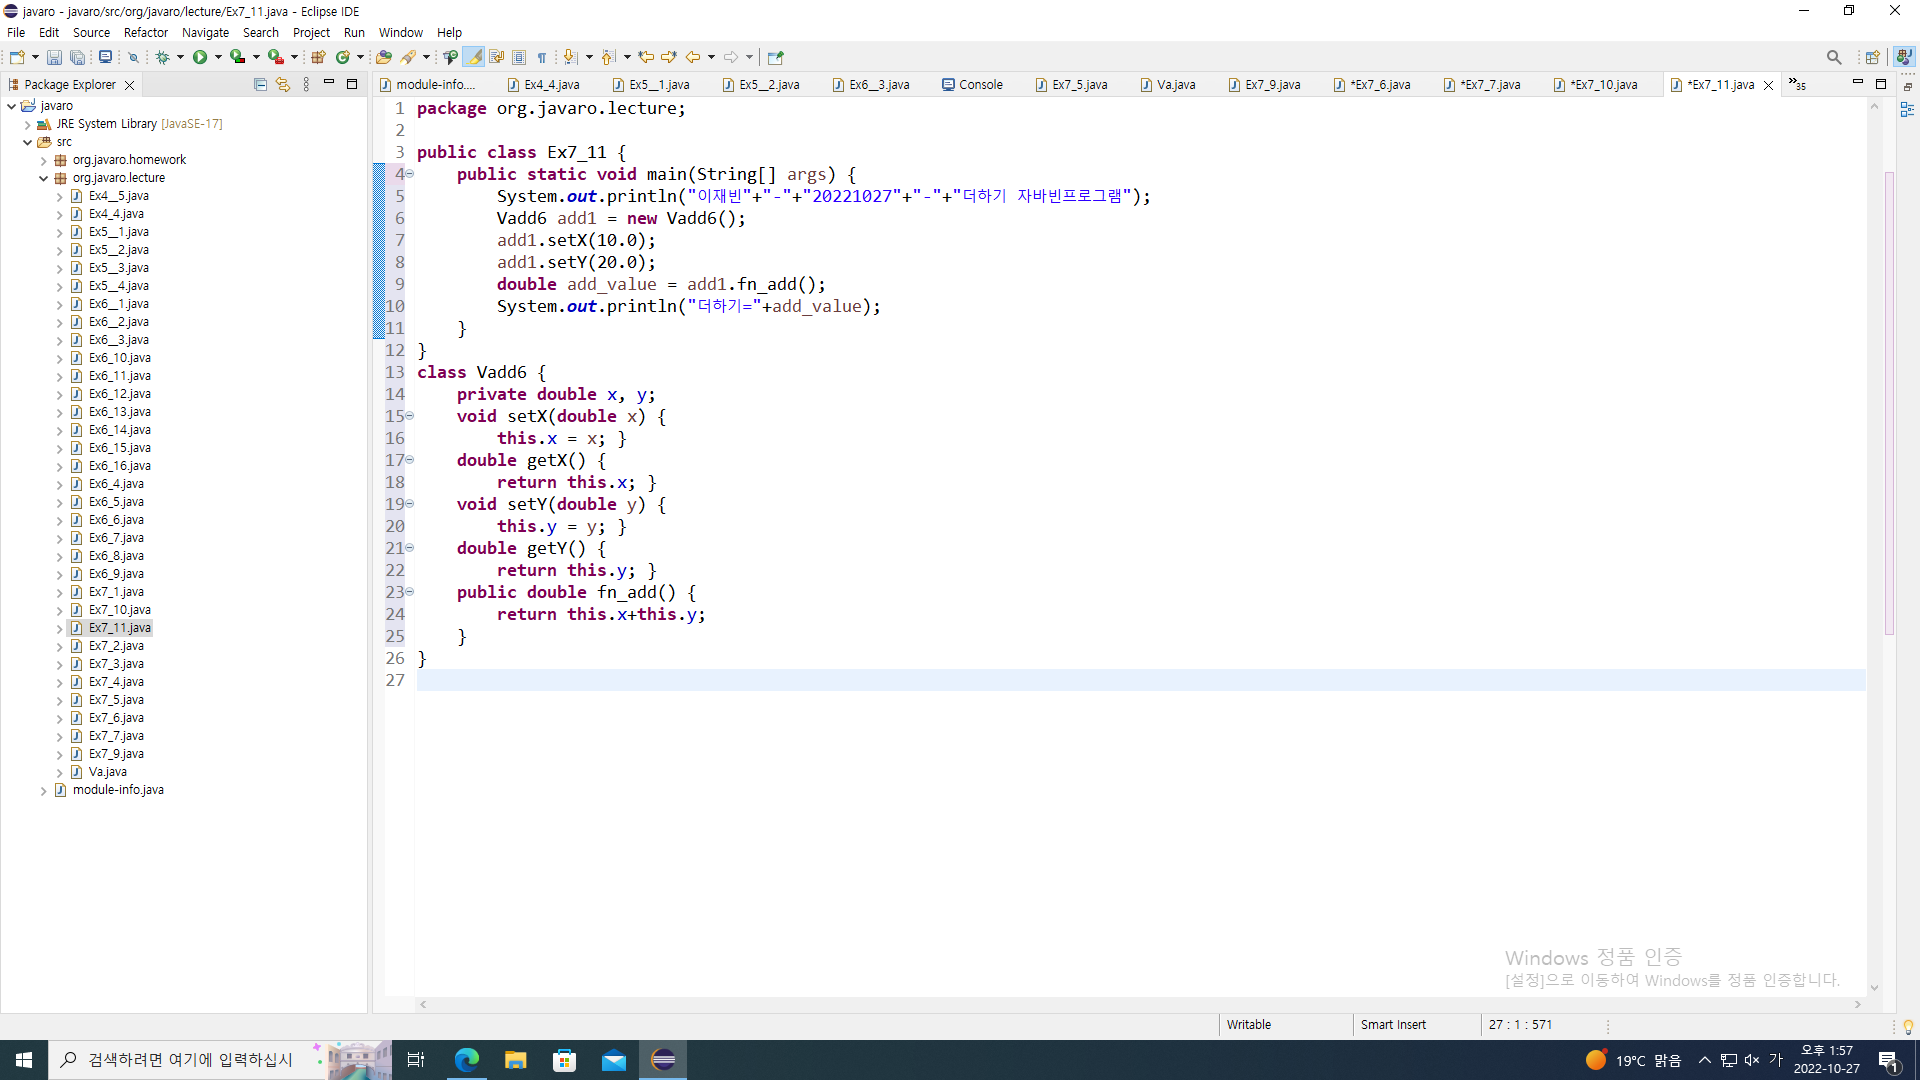 javaro - javaro/src/org/javaro/lecture/Ex7_11.java - Eclipse IDE
File Edit Source Refactor Navigate Search Project Run Window Help
Package Explorer
module-info....
Ex4_4.java
Ex5__1.java
Ex5__2.java
Ex6__3.java
Console
Ex7_5.java
Va.java
Ex7_9.java
*Ex7_6.java
*Ex7_7.java
*Ex7_10.java
*Ex7_11.java
»35
javaro
JRE System Library [JavaSE-17]
src
org.javaro.homework
org.javaro.lecture
Ex4__5.java
Ex4_4.java
Ex5__1.java
Ex5__2.java
Ex5__3.java
Ex5__4.java
Ex6__1.java
Ex6__2.java
Ex6__3.java
Ex6_10.java
Ex6_11.java
Ex6_12.java
Ex6_13.java
Ex6_14.java
Ex6_15.java
Ex6_16.java
Ex6_4.java
Ex6_5.java
Ex6_6.java
Ex6_7.java
Ex6_8.java
Ex6_9.java
Ex7_1.java
Ex7_10.java
Ex7_11.java
Ex7_2.java
Ex7_3.java
Ex7_4.java
Ex7_5.java
Ex7_6.java
Ex7_7.java
Ex7_9.java
Va.java
module-info.java
1 package org.javaro.lecture;
2
3 public class Ex7_11 {
4 public static void main(String[] args) {
5 System.out.println("이재빈"+"-"+"20221027"+"-"+"더하기 자바빈프로그램");
6 Vadd6 add1 = new Vadd6();
7 add1.setX(10.0);
8 add1.setY(20.0);
9 double add_value = add1.fn_add();
10 System.out.println("더하기="+add_value);
11 }
12 }
13 class Vadd6 {
14 private double x, y;
15 void setX(double x) {
16 this.x = x; }
17 double getX() {
18 return this.x; }
19 void setY(double y) {
20 this.y = y; }
21 double getY() {
22 return this.y; }
23 public double fn_add() {
24 return this.x+this.y;
25 }
26 }
27
Windows 정품 인증
[설정]으로 이동하여 Windows를 정품 인증합니다.
Writable
Smart Insert
27 : 1 : 571
검색하려면 여기에 입력하십시
19°C 맑음
가
오후 1:57
2022-10-27
1